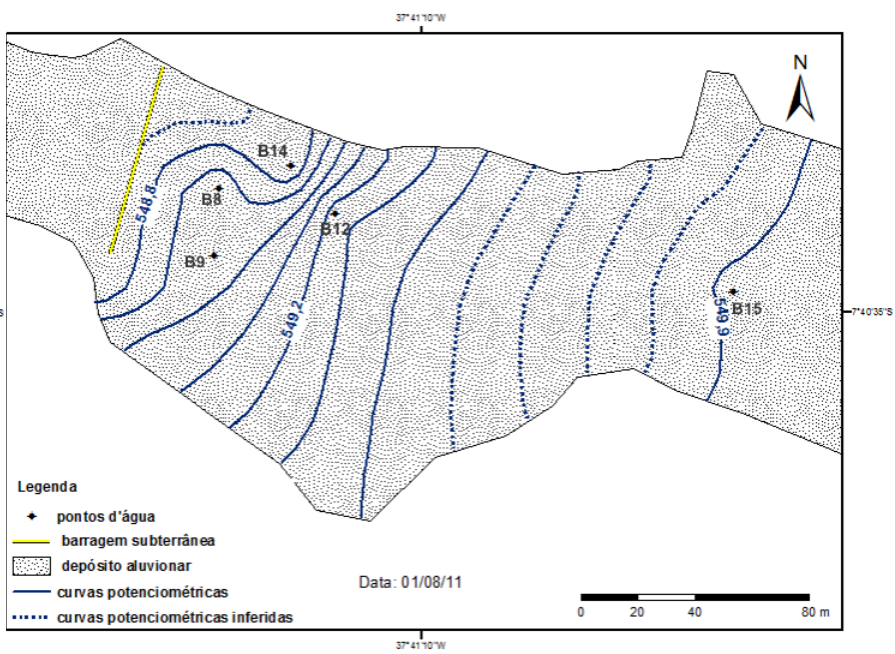 37°41'10"W
N
B14
548,8
B8
B12
B9
549,2
549,9
B15
7°40'35"S
S
Legenda
pontos d'água
barragem subterrânea
depósito aluvionar
curvas potenciométricas
curvas potenciométricas inferidas
Data: 01/08/11
0 20 40 80 m
37°41'10"W